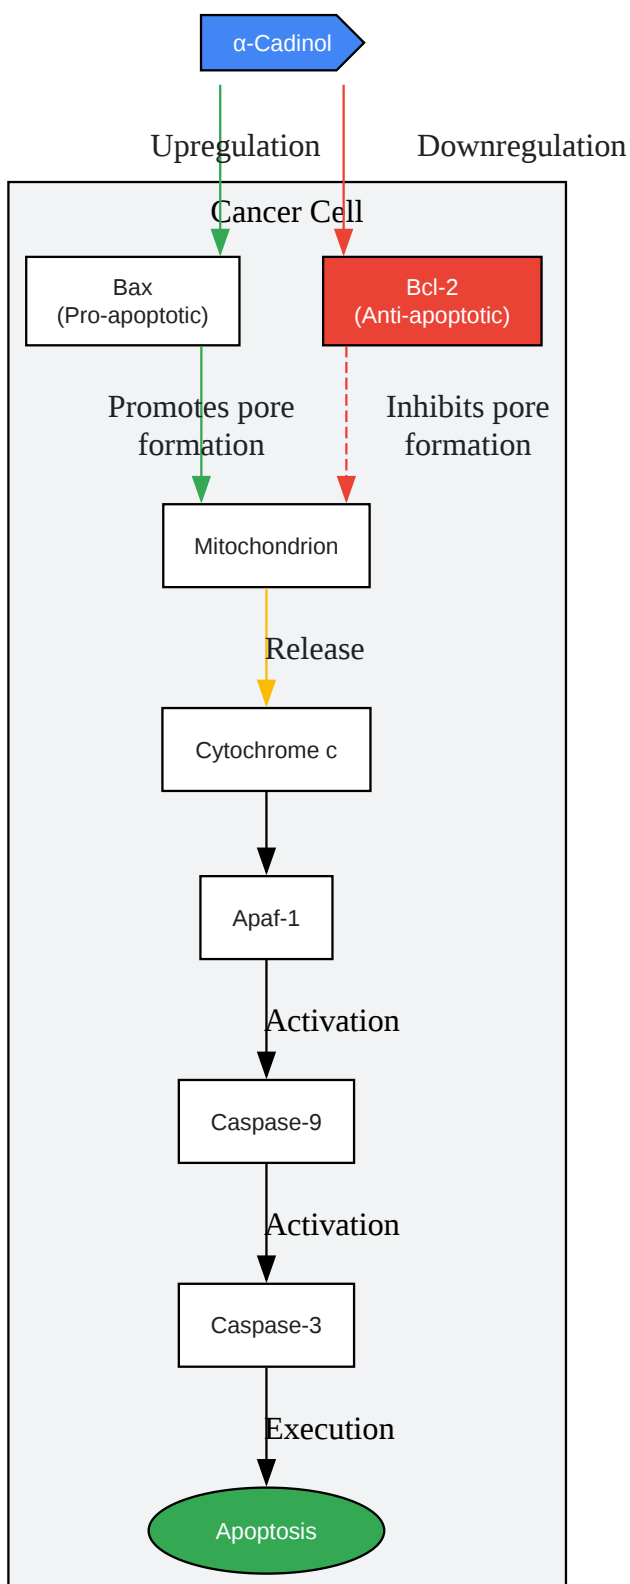 α-Cadinol
Upregulation
Downregulation
Cancer Cell
Bax
(Pro-apoptotic)
Bcl-2
(Anti-apoptotic)
Promotes pore
formation
Inhibits pore
formation
Mitochondrion
Release
Cytochrome c
Apaf-1
Activation
Caspase-9
Activation
Caspase-3
Execution
Apoptosis